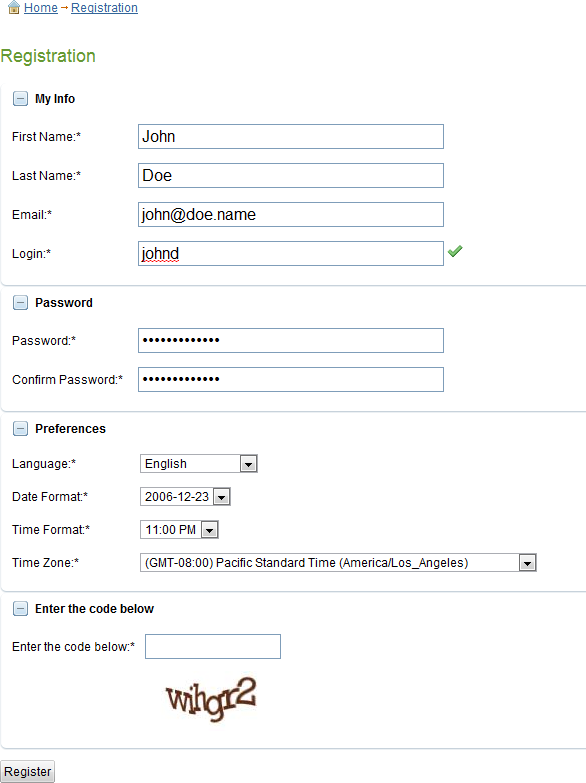 Home → Registration
Registration
My Info
First Name:* John
Last Name:* Doe
Email:* john@doe.name
Login:* johnd
Password
Password:* •••••••••••••
Confirm Password:* •••••••••••••
Preferences
Language:* English
Date Format:* 2006-12-23
Time Format:* 11:00 PM
Time Zone:* (GMT-08:00) Pacific Standard Time (America/Los_Angeles)
Enter the code below
Enter the code below:*
wihgr2
Register